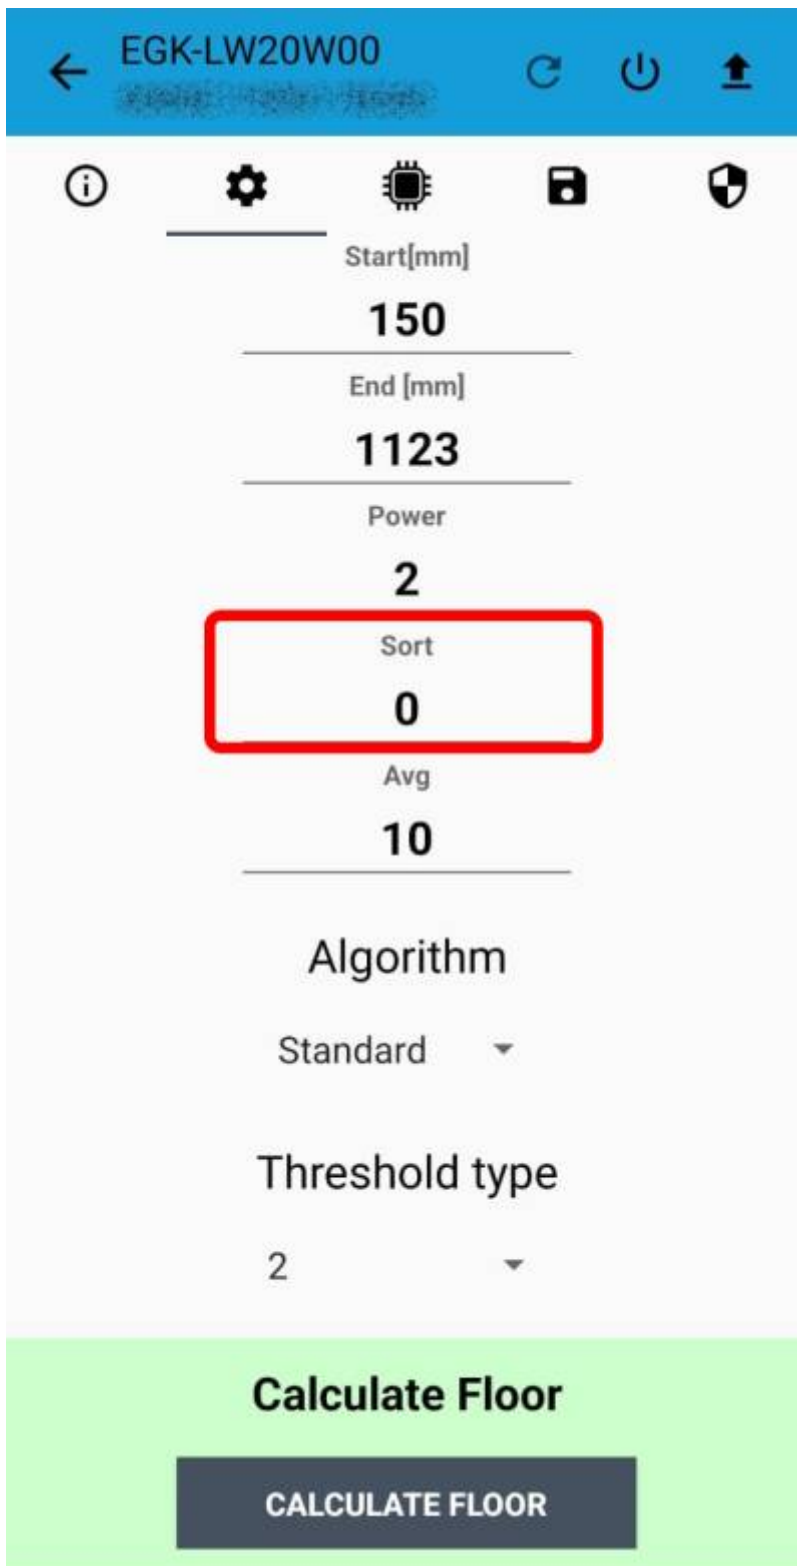 EGK-LW20W00
Start[mm]
150
End [mm]
1123
Power
2
Sort
0
Avg
10
Algorithm
Standard
Threshold type
2
Calculate Floor
CALCULATE FLOOR